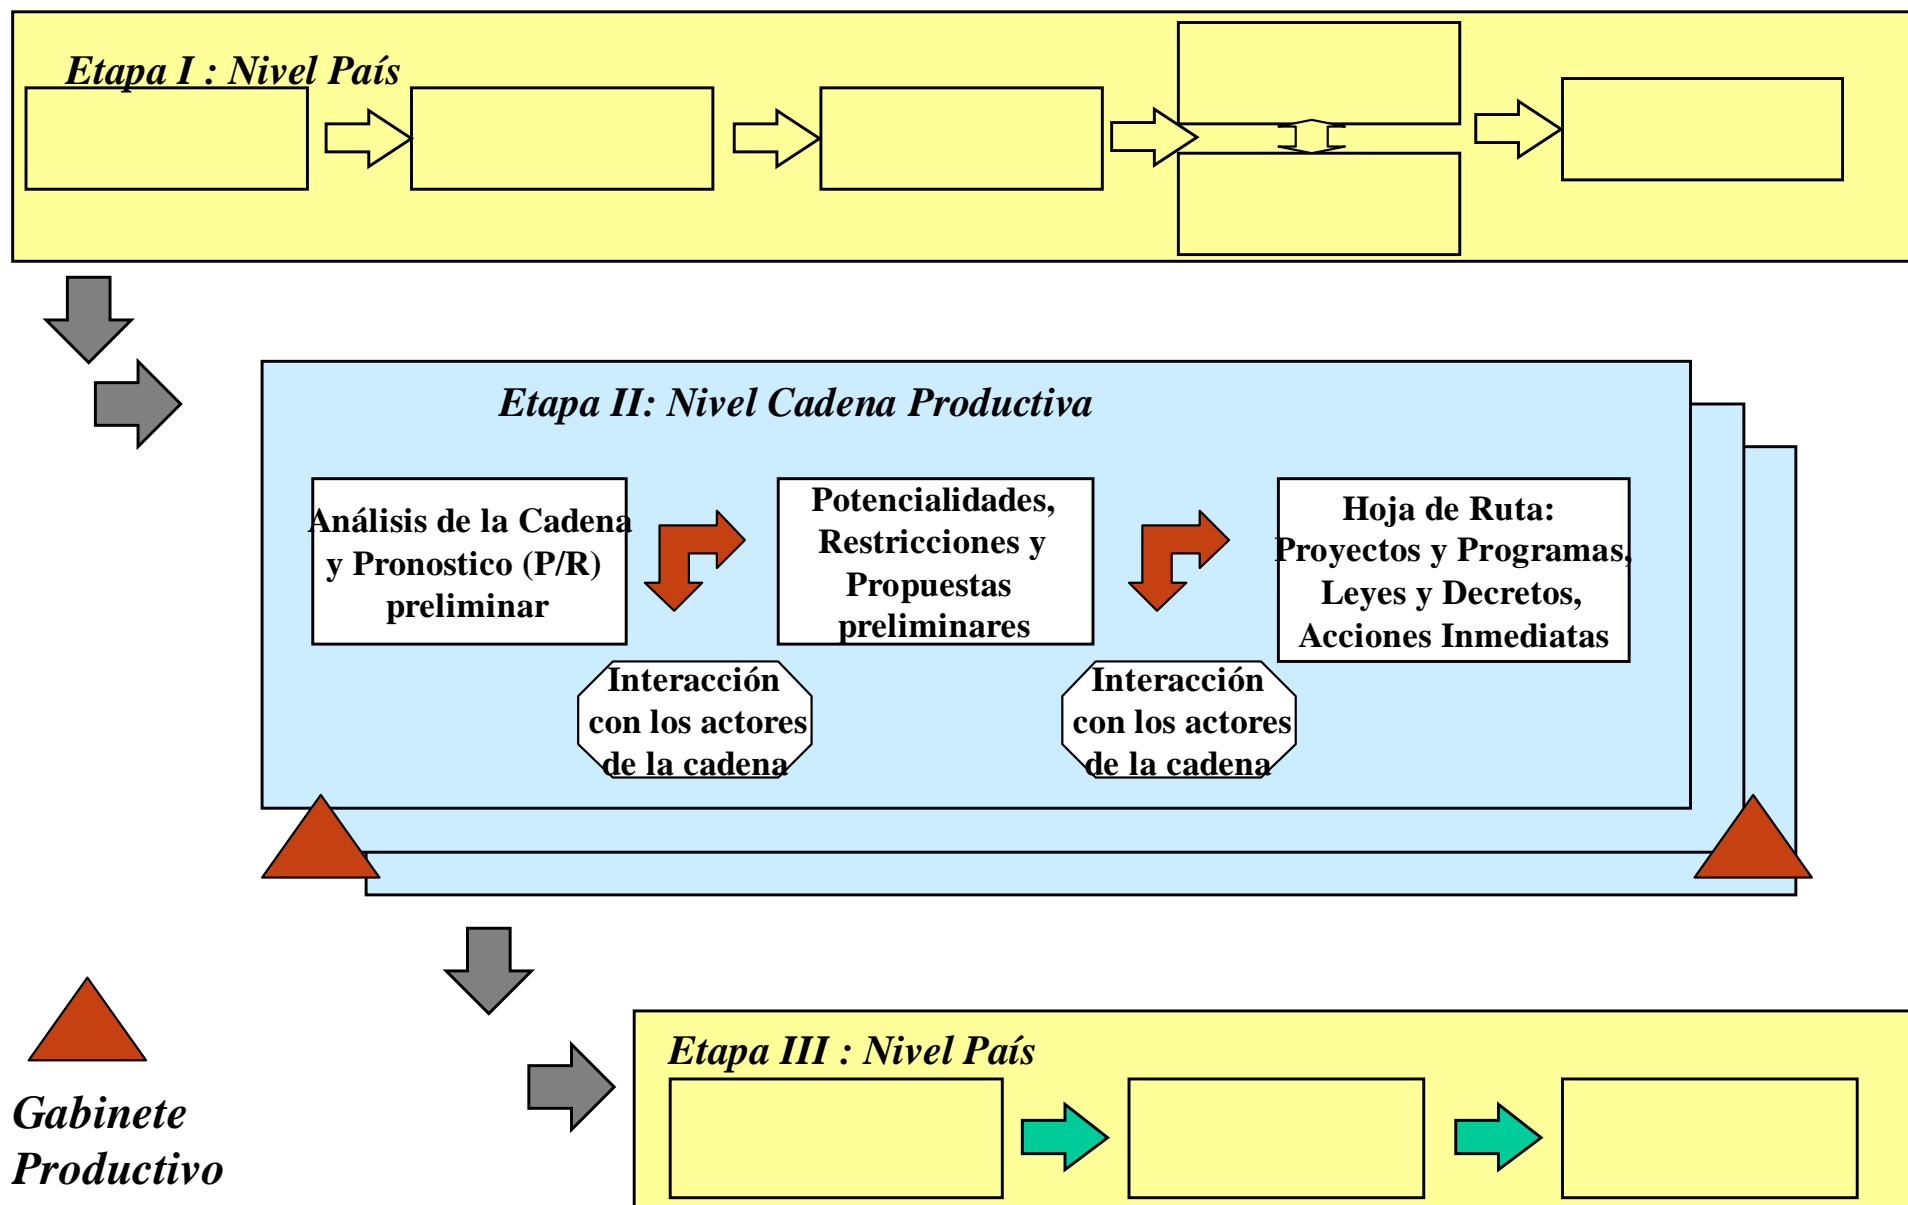 Etapa I : Nivel País
Etapa II: Nivel Cadena Productiva
Análisis de la Cadena
y Pronostico (P/R)
preliminar
Potencialidades,
Restricciones y
Propuestas
preliminares
Hoja de Ruta:
Proyectos y Programas,
Leyes y Decretos,
Acciones Inmediatas
Interacción
con los actores
de la cadena
Interacción
con los actores
de la cadena
Gabinete
Productivo
Etapa III : Nivel País